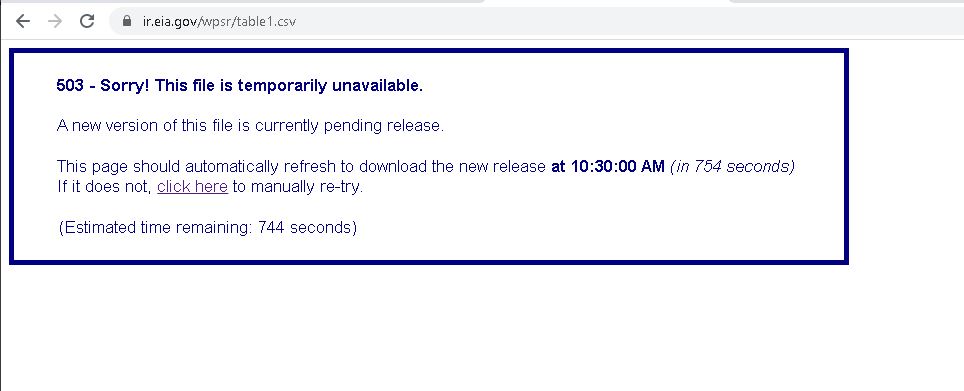 ir.eia.gov/wpsr/table1.csv
503 - Sorry! This file is temporarily unavailable.
A new version of this file is currently pending release.
This page should automatically refresh to download the new release at 10:30:00 AM (in 754 seconds)
If it does not, click here to manually re-try.
(Estimated time remaining: 744 seconds)